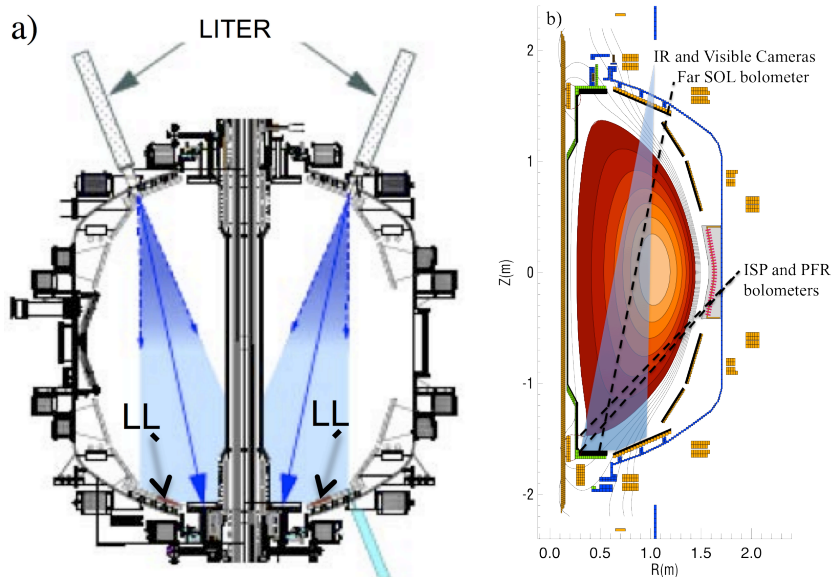 a)
LITER
LL
LL
b)
IR and Visible Cameras
Far SOL bolometer
ISP and PFR
bolometers
Z(m)
2
1
0
-1
-2
0.0
0.5
1.0
1.5
2.0
R(m)